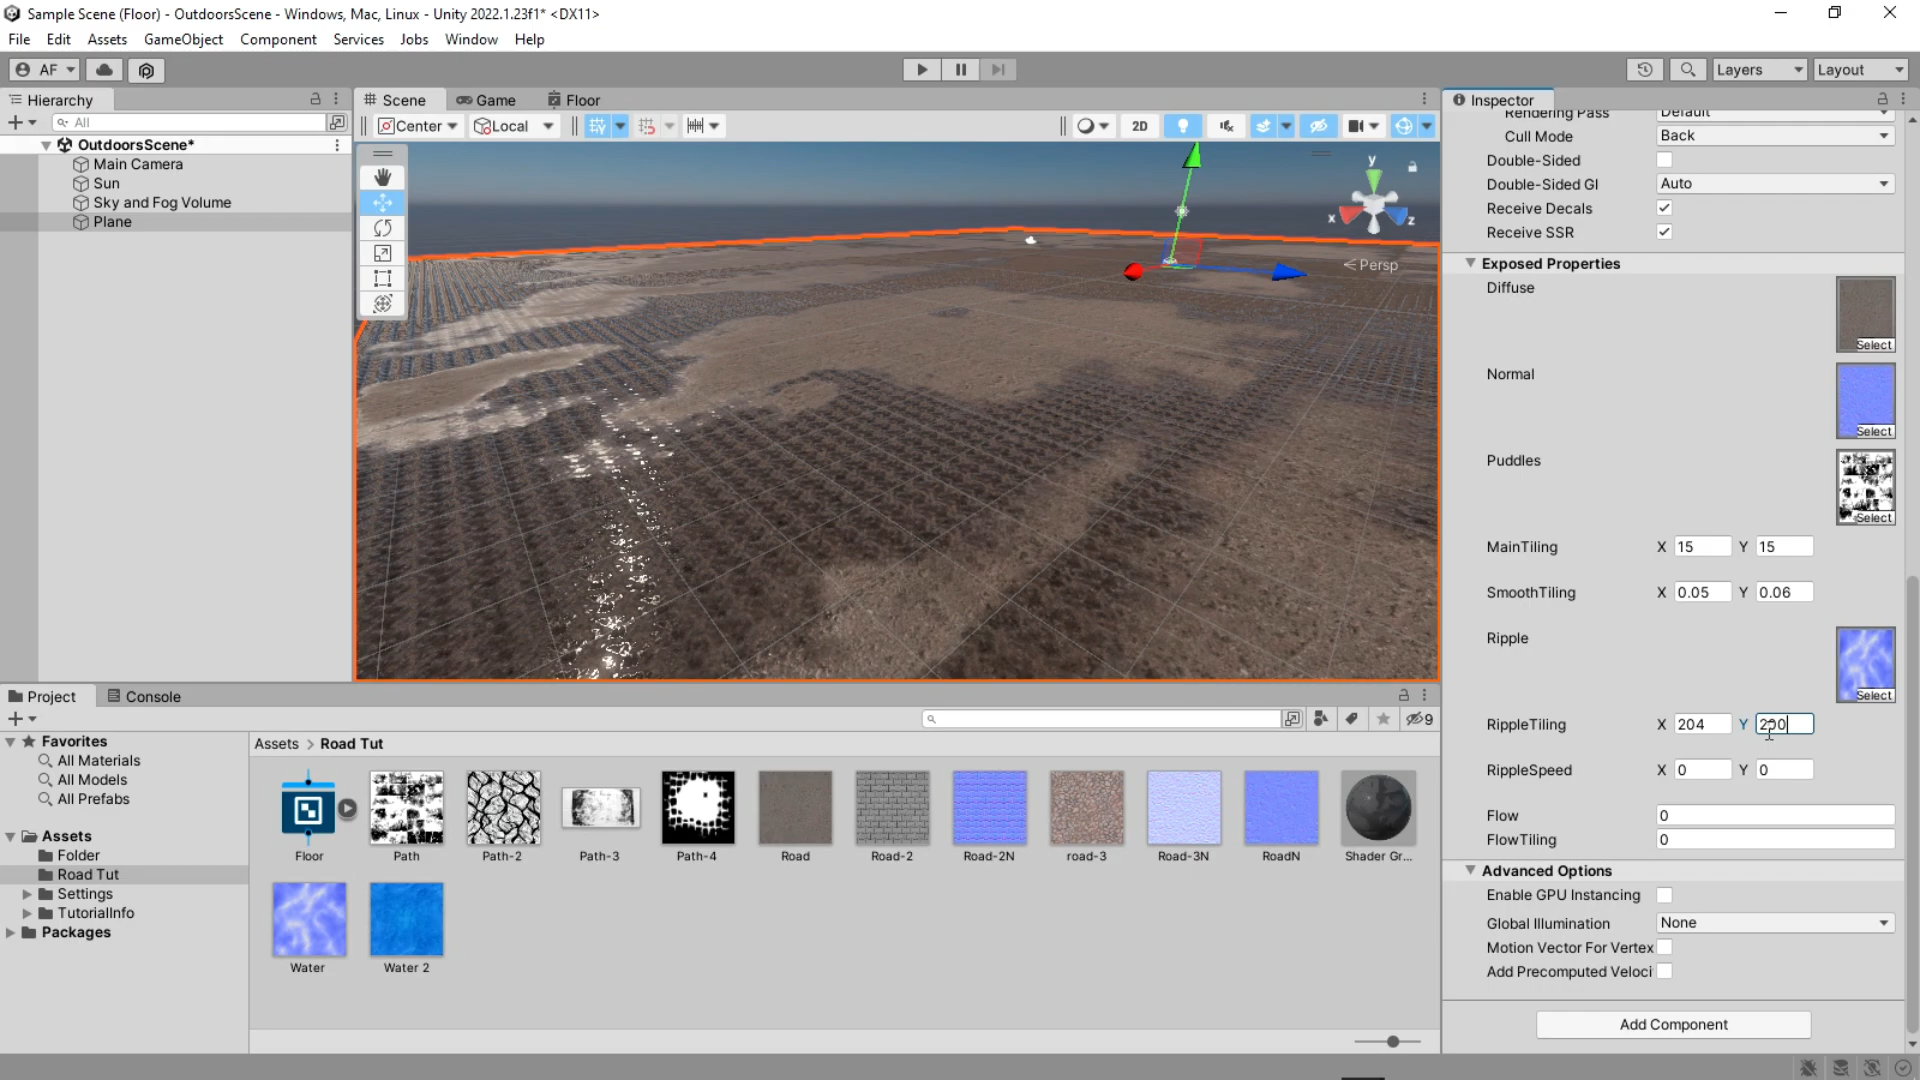 Sample Scene (Floor) - OutdoorsScene - Windows, Mac, Linux - Unity 2022.1.23f1* <DX11>
File Edit Assets GameObject Component Services Jobs Window Help
AF Layers Layout
Hierarchy
All
OutdoorsScene*
Main Camera
Sun
Sky and Fog Volume
Plane
Scene Game Floor
Center Local 2D
y
x z
Persp
Inspector
Rendering Pass Default
Cull Mode Back
Double-Sided
Double-Sided GI Auto
Receive Decals
Receive SSR
Exposed Properties
Diffuse
Select
Normal
Select
Puddles
Select
MainTiling X 15 Y 15
SmoothTiling X 0.05 Y 0.06
Ripple
Select
RippleTiling X 204 Y 200
RippleSpeed X 0 Y 0
Flow 0
FlowTiling 0
Advanced Options
Enable GPU Instancing
Global Illumination None
Motion Vector For Vertex
Add Precomputed Veloci
Add Component
Project Console
9
Favorites
All Materials
All Models
All Prefabs
Assets
Folder
Road Tut
Settings
TutorialInfo
Packages
Assets > Road Tut
Floor Path Path-2 Path-3 Path-4 Road Road-2 Road-2N road-3 Road-3N RoadN Shader Gr...
Water Water 2